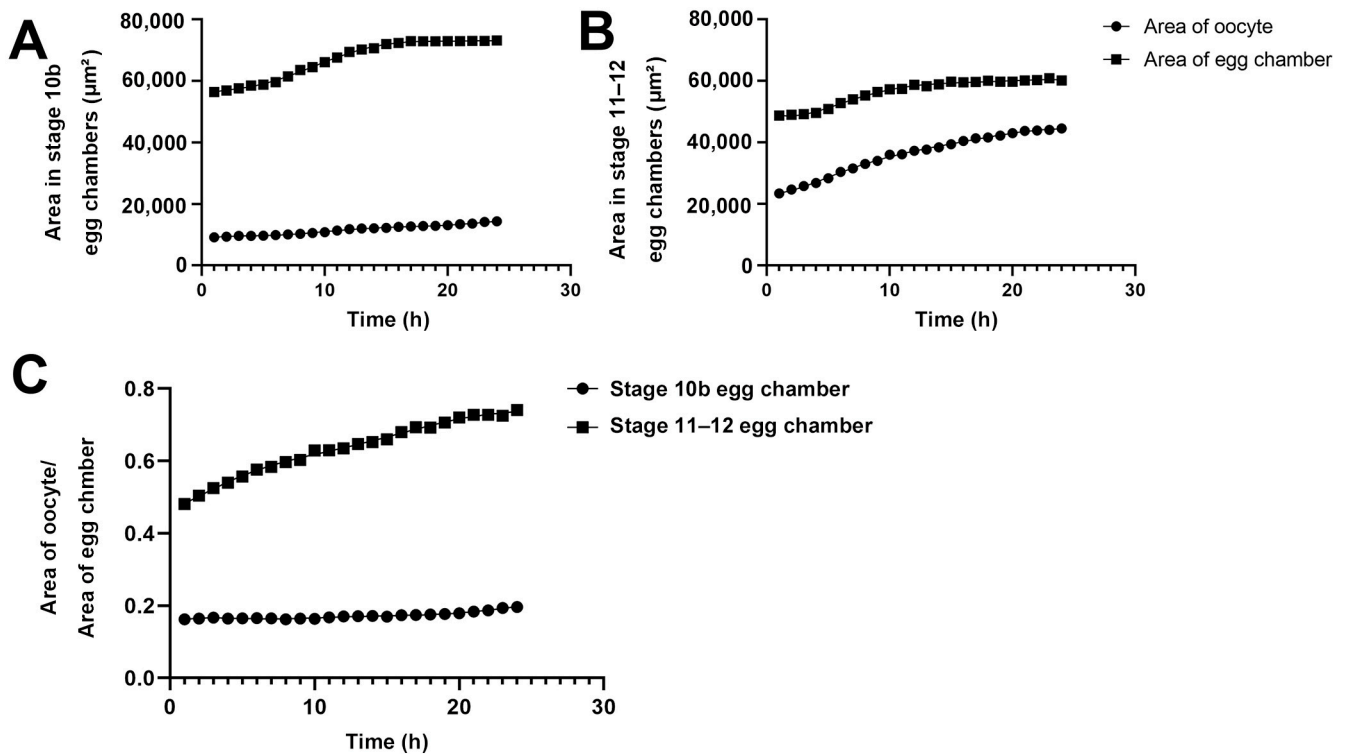 A
Area in stage 10b
egg chambers (µm²)
80,000
60,000
40,000
20,000
0
0
10
20
30
Time (h)
B
Area in stage 11–12
egg chambers (µm²)
80,000
60,000
40,000
20,000
0
0
10
20
30
Time (h)
Area of oocyte
Area of egg chamber
C
Area of oocyte/
Area of egg chmber
0.8
0.6
0.4
0.2
0.0
0
10
20
30
Time (h)
Stage 10b egg chamber
Stage 11–12 egg chamber